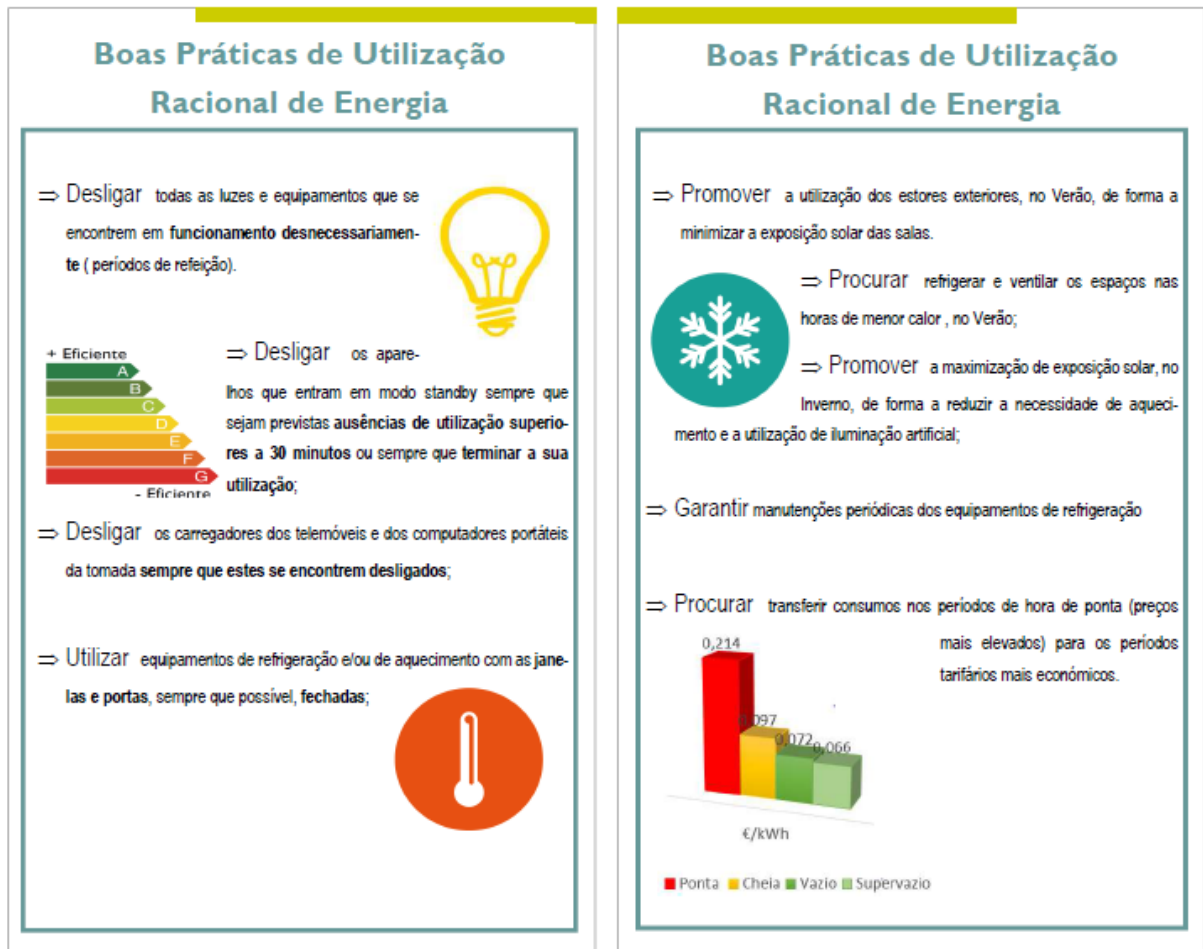 Boas Práticas de Utilização
Racional de Energia
⇒ Desligar todas as luzes e equipamentos que se
encontrem em funcionamento desnecessariamen-
te ( períodos de refeição).
+ Eficiente
A
B
C
D
E
F
G
- Eficiente
⇒ Desligar os apare-
lhos que entram em modo standby sempre que
sejam previstas ausências de utilização superio-
res a 30 minutos ou sempre que terminar a sua
utilização;
⇒ Desligar os carregadores dos telemóveis e dos computadores portáteis
da tomada sempre que estes se encontrem desligados;
⇒ Utilizar equipamentos de refrigeração e/ou de aquecimento com as jane-
las e portas, sempre que possível, fechadas;
Boas Práticas de Utilização
Racional de Energia
⇒ Promover a utilização dos estores exteriores, no Verão, de forma a
minimizar a exposição solar das salas.
⇒ Procurar refrigerar e ventilar os espaços nas
horas de menor calor , no Verão;
⇒ Promover a maximização de exposição solar, no
Inverno, de forma a reduzir a necessidade de aqueci-
mento e a utilização de iluminação artificial;
⇒ Garantir manutenções periódicas dos equipamentos de refrigeração
⇒ Procurar transferir consumos nos períodos de hora de ponta (preços
mais elevados) para os períodos
tarifários mais económicos.
0,214
0,097
0,072
0,066
€/kWh
Ponta Cheia Vazio Supervazio